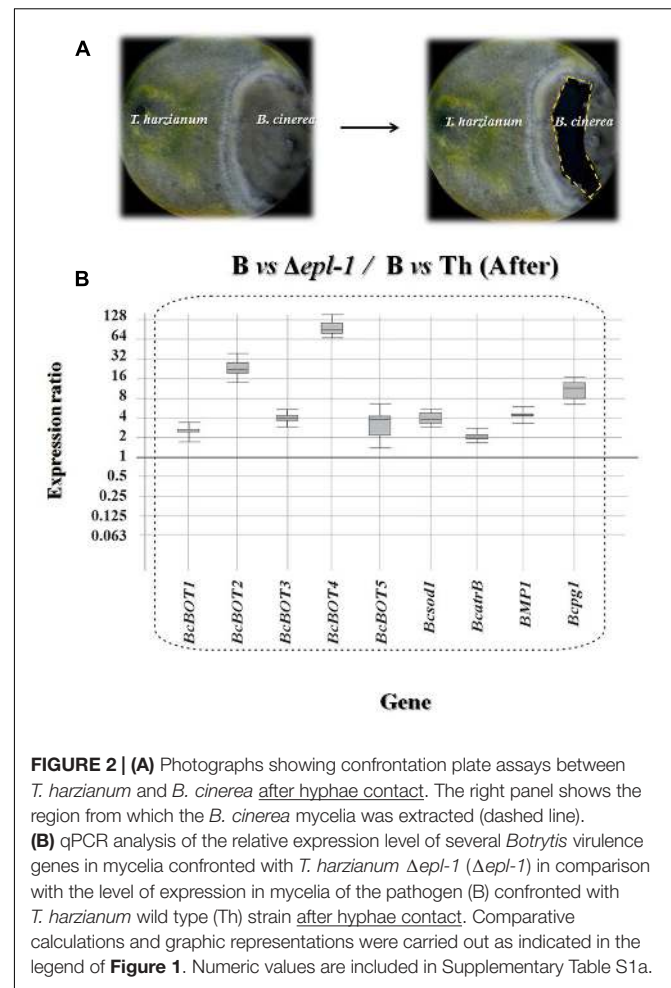 A
T. harzianum
B. cinerea
T. harzianum
B. cinerea
B
B vs Δepl-1 / B vs Th (After)
Expression ratio
128
64
32
16
8
4
2
1
0.5
0.25
0.125
0.063
BcBOT1
BcBOT2
BcBOT3
BcBOT4
BcBOT5
Bcsod1
BcatrB
BMP1
Bcpg1
Gene
FIGURE 2 | (A) Photographs showing confrontation plate assays between
T. harzianum and B. cinerea after hyphae contact. The right panel shows the
region from which the B. cinerea mycelia was extracted (dashed line).
(B) qPCR analysis of the relative expression level of several Botrytis virulence
genes in mycelia confronted with T. harzianum Δepl-1 (Δepl-1) in comparison
with the level of expression in mycelia of the pathogen (B) confronted with
T. harzianum wild type (Th) strain after hyphae contact. Comparative
calculations and graphic representations were carried out as indicated in the
legend of Figure 1. Numeric values are included in Supplementary Table S1a.